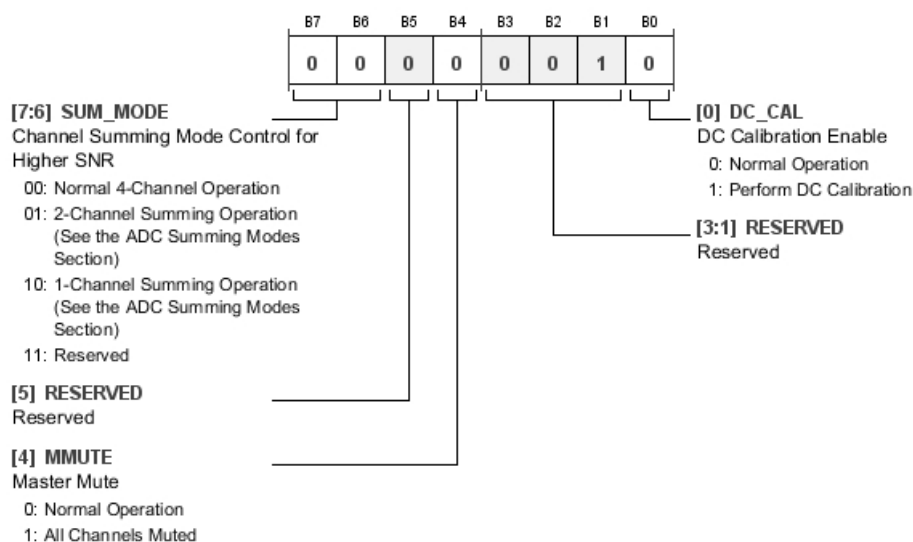 B7 B6 B5 B4 B3 B2 B1 B0
0 0 0 0 0 0 1 0
[7:6] SUM_MODE
Channel Summing Mode Control for
Higher SNR
00: Normal 4-Channel Operation
01: 2-Channel Summing Operation
(See the ADC Summing Modes
Section)
10: 1-Channel Summing Operation
(See the ADC Summing Modes
Section)
11: Reserved
[5] RESERVED
Reserved
[4] MMUTE
Master Mute
0: Normal Operation
1: All Channels Muted
[0] DC_CAL
DC Calibration Enable
0: Normal Operation
1: Perform DC Calibration
[3:1] RESERVED
Reserved